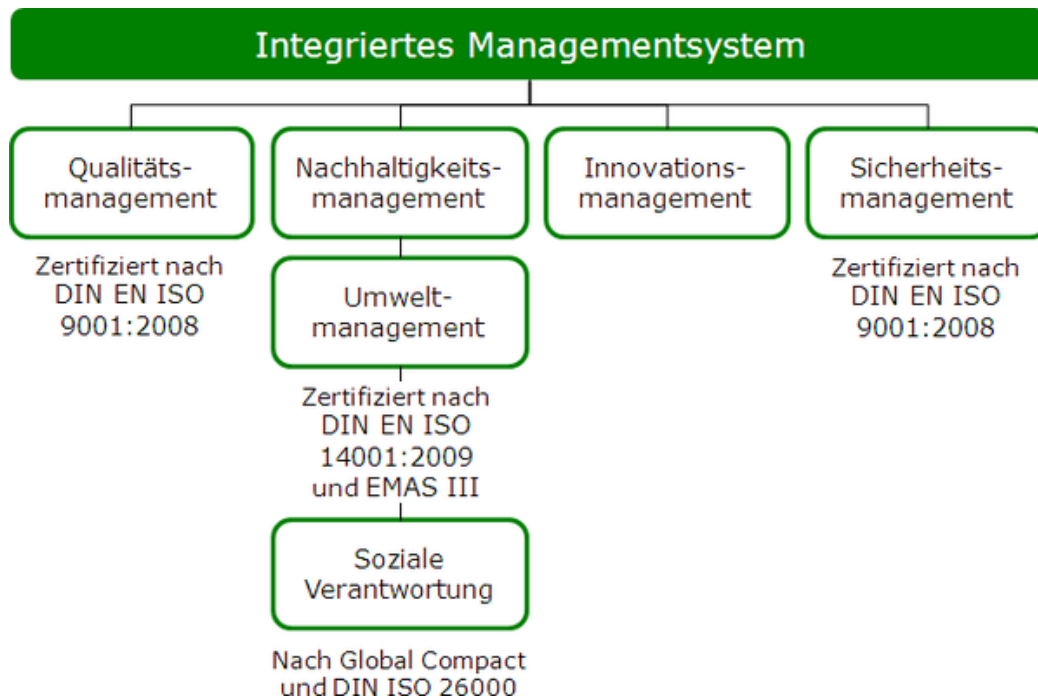 Integriertes Managementsystem
Qualitäts-
management
Zertifiziert nach
DIN EN ISO
9001:2008
Nachhaltigkeits-
management
Umwelt-
management
Zertifiziert nach
DIN EN ISO
14001:2009
und EMAS III
Soziale
Verantwortung
Nach Global Compact
und DIN ISO 26000
Innovations-
management
Sicherheits-
management
Zertifiziert nach
DIN EN ISO
9001:2008